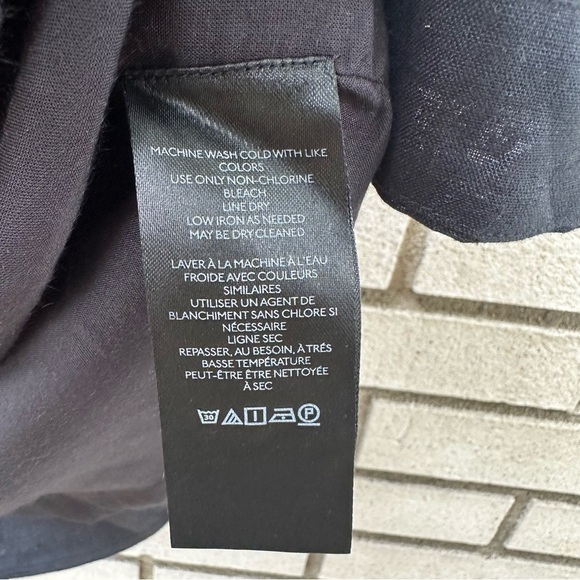 MACHINE WASH COLD WITH LIKE
COLORS
USE ONLY NON-CHLORINE
BLEACH
LINE DRY
LOW IRON AS NEEDED
MAY BE DRY CLEANED
LAVER À LA MACHINE À L'EAU
FROIDE AVEC COULEURS
SIMILAIRES
UTILISER UN AGENT DE
BLANCHIMENT SANS CHLORE SI
NÉCESSAIRE
LIGNE SEC
REPASSER, AU BESOIN, À TRÉS
BASSE TEMPÉRATURE
PEUT-ÊTRE ÊTRE NETTOYÉE
À SEC
30 P